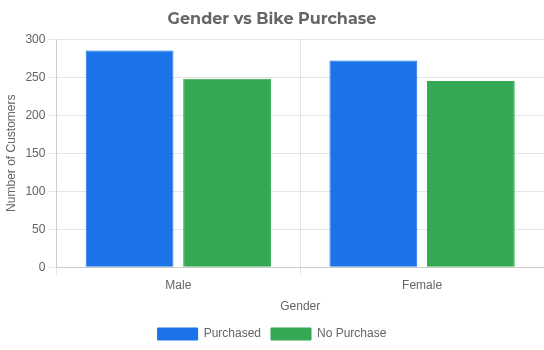 Gender vs Bike Purchase
Number of Customers
300
250
200
150
100
50
0
Male Female
Gender
Purchased No Purchase